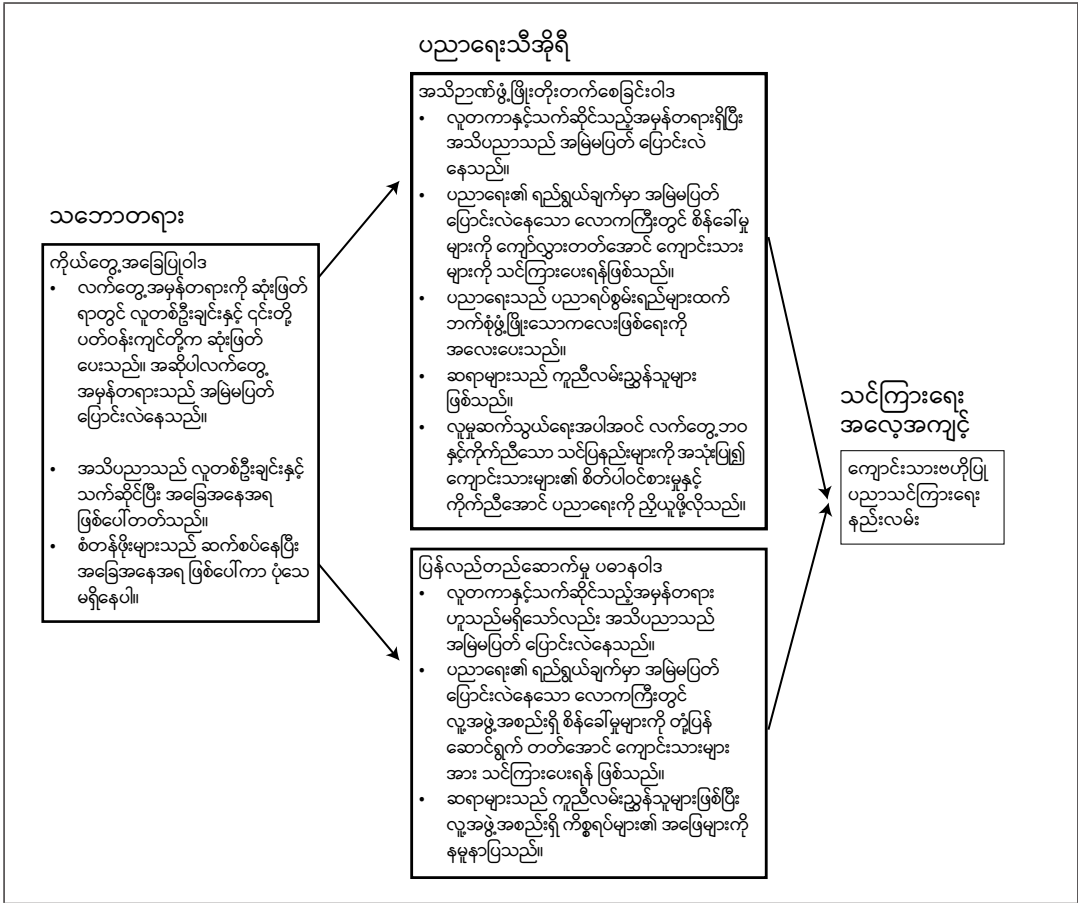 သဘောတရား
ကိုယ်တွေ့အခြေပြုဝါဒ
• လက်တွေ့အမှန်တရားကို ဆုံးဖြတ်
ရာတွင် လူတစ်ဦးချင်းနှင့် ၎င်းတို့
ပတ်ဝန်းကျင်တို့က ဆုံးဖြတ်
ပေးသည်။ အဆိုပါလက်တွေ့
အမှန်တရားသည် အမြဲမပြတ်
ပြောင်းလဲနေသည်။
• အသိပညာသည် လူတစ်ဦးချင်းနှင့်
သက်ဆိုင်ပြီး အခြေအနေအရ
ဖြစ်ပေါ်တတ်သည်။
• စံတန်ဖိုးများသည် ဆက်စပ်နေပြီး
အခြေအနေအရ ဖြစ်ပေါ်ကာ ပုံသေ
မရှိနေပါ။
ပညာရေးသီအိုရီ
အသိဉာဏ်ဖွံ့ဖြိုးတိုးတက်စေခြင်းဝါဒ
• လူတကာနှင့်သက်ဆိုင်သည့်အမှန်တရားရှိပြီး
အသိပညာသည် အမြဲမပြတ် ပြောင်းလဲ
နေသည်။
• ပညာရေး၏ ရည်ရွယ်ချက်မှာ အမြဲမပြတ်
ပြောင်းလဲနေသော လောကကြီးတွင် စိန်ခေါ်မှု
များကို ကျော်လွှားတတ်အောင် ကျောင်းသား
များကို သင်ကြားပေးရန်ဖြစ်သည်။
• ပညာရေးသည် ပညာရပ်စွမ်းရည်များထက်
ဘက်စုံဖွံ့ဖြိုးသောကလေးဖြစ်ရေးကို
အလေးပေးသည်။
• ဆရာများသည် ကူညီလမ်းညွှန်သူများ
ဖြစ်သည်။
• လူမှုဆက်သွယ်ရေးအပါအဝင် လက်တွေ့ဘဝ
နှင့်ကိုက်ညီသော သင်ပြနည်းများကို အသုံးပြု၍
ကျောင်းသားများ၏ စိတ်ပါဝင်စားမှုနှင့်
ကိုက်ညီအောင် ပညာရေးကို ညှိယူဖို့လိုသည်။
ပြန်လည်တည်ဆောက်မှု ပဓာနဝါဒ
• လူတကာနှင့်သက်ဆိုင်သည့်အမှန်တရား
ဟူသည်မရှိသော်လည်း အသိပညာသည်
အမြဲမပြတ် ပြောင်းလဲနေသည်။
• ပညာရေး၏ ရည်ရွယ်ချက်မှာ အမြဲမပြတ်
ပြောင်းလဲနေသော လောကကြီးတွင်
လူ့အဖွဲ့အစည်းရှိ စိန်ခေါ်မှုများကို တုံ့ပြန်
ဆောင်ရွက် တတ်အောင် ကျောင်းသားများ
အား သင်ကြားပေးရန် ဖြစ်သည်။
• ဆရာများသည် ကူညီလမ်းညွှန်သူများဖြစ်ပြီး
လူ့အဖွဲ့အစည်းရှိ ကိစ္စရပ်များ၏ အဖြေများကို
နမူနာပြသည်။
သင်ကြားရေး
အလေ့အကျင့်
ကျောင်းသားဗဟိုပြု
ပညာသင်ကြားရေး
နည်းလမ်း